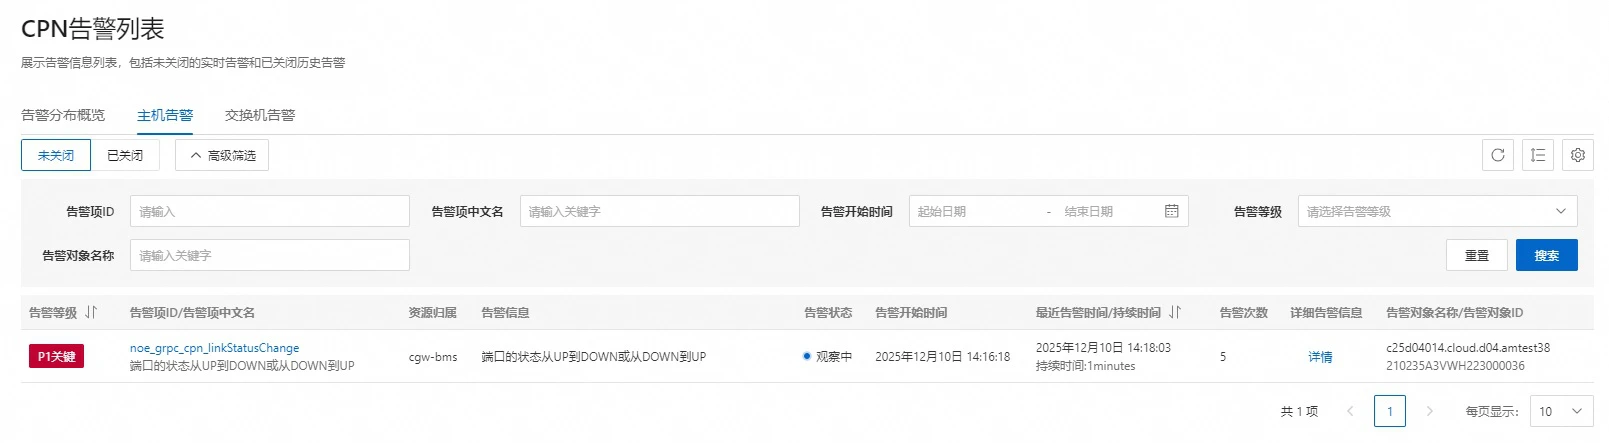 CPN告警列表
展示告警信息列表，包括未关闭的实时告警和已关闭历史告警
告警分布概览 主机告警 交换机告警
未关闭 已关闭 高级筛选
告警项ID 请输入 告警项中文名 请输入关键字 告警开始时间 起始日期 - 结束日期 告警等级 请选择告警等级
告警对象名称 请输入关键字 重置 搜索
告警等级 告警项ID/告警项中文名 资源归属 告警信息 告警状态 告警开始时间 最近告警时间/持续时间 告警次数 详细告警信息 告警对象名称/告警对象ID
P1关键 noe_grpc_cpn_linkStatusChange cgw-bms 端口的状态从UP到DOWN或从DOWN到UP 观察中 2025年12月10日 14:16:18 2025年12月10日 14:18:03 5 详情 c25d04014.cloud.d04.amtest38
端口的状态从UP到DOWN或从DOWN到UP 持续时间:1minutes 210235A3VWH223000036
共 1 项 1 每页显示： 10